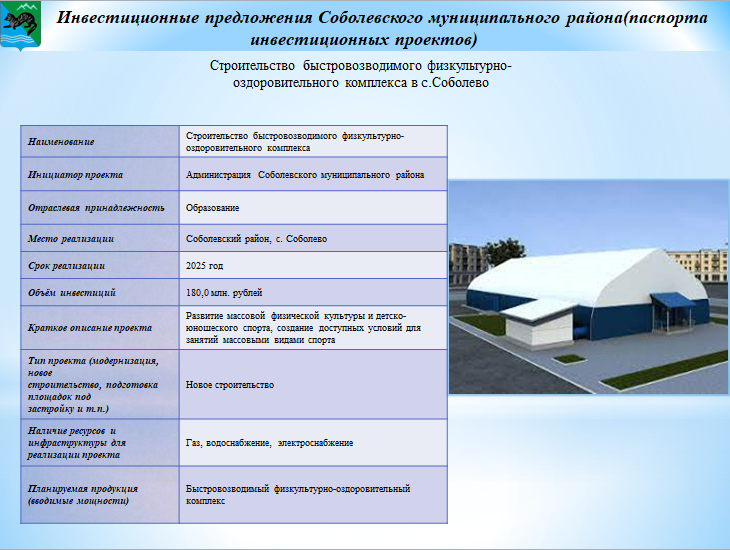 Инвестиционные предложения Соболевского муниципального района(паспорта
инвестиционных проектов)
Строительство быстровозводимого физкультурно-
оздоровительного комплекса в с.Соболево
Наименование
Строительство быстровозводимого физкультурно-
оздоровительного комплекса
Инициатор проекта
Администрация Соболевского муниципального района
Отраслевая принадлежность
Образование
Место реализации
Соболевский район, с. Соболево
Срок реализации
2025 год
Объём инвестиций
180,0 млн. рублей
Краткое описание проекта
Развитие массовой физической культуры и детско-
юношеского спорта, создание доступных условий для
занятий массовыми видами спорта
Тип проекта (модернизация,
новое
строительство, подготовка
площадок под
застройку и т.п.)
Новое строительство
Наличие ресурсов и
инфраструктуры для
реализации проекта
Газ, водоснабжение, электроснабжение
Планируемая продукция
(вводимые мощности)
Быстровозводимый физкультурно-оздоровительный
комплекс